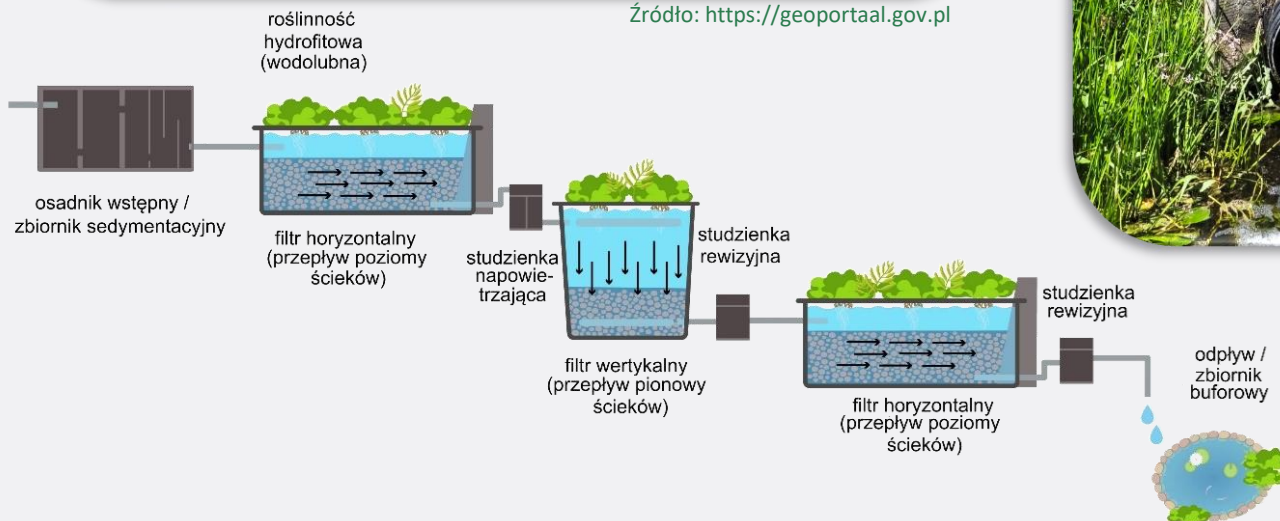 Źródło: https://geoportaal.gov.pl
roślinność
hydrofitowa
(wodolubna)
osadnik wstępny /
zbiornik sedymentacyjny
filtr horyzontalny
(przepływ poziomy
ścieków)
studzienka
napowie-
trzająca
studzienka
rewizyjna
filtr wertykalny
(przepływ pionowy
ścieków)
filtr horyzontalny
(przepływ poziomy
ścieków)
studzienka
rewizyjna
odpływ /
zbiornik
buforowy